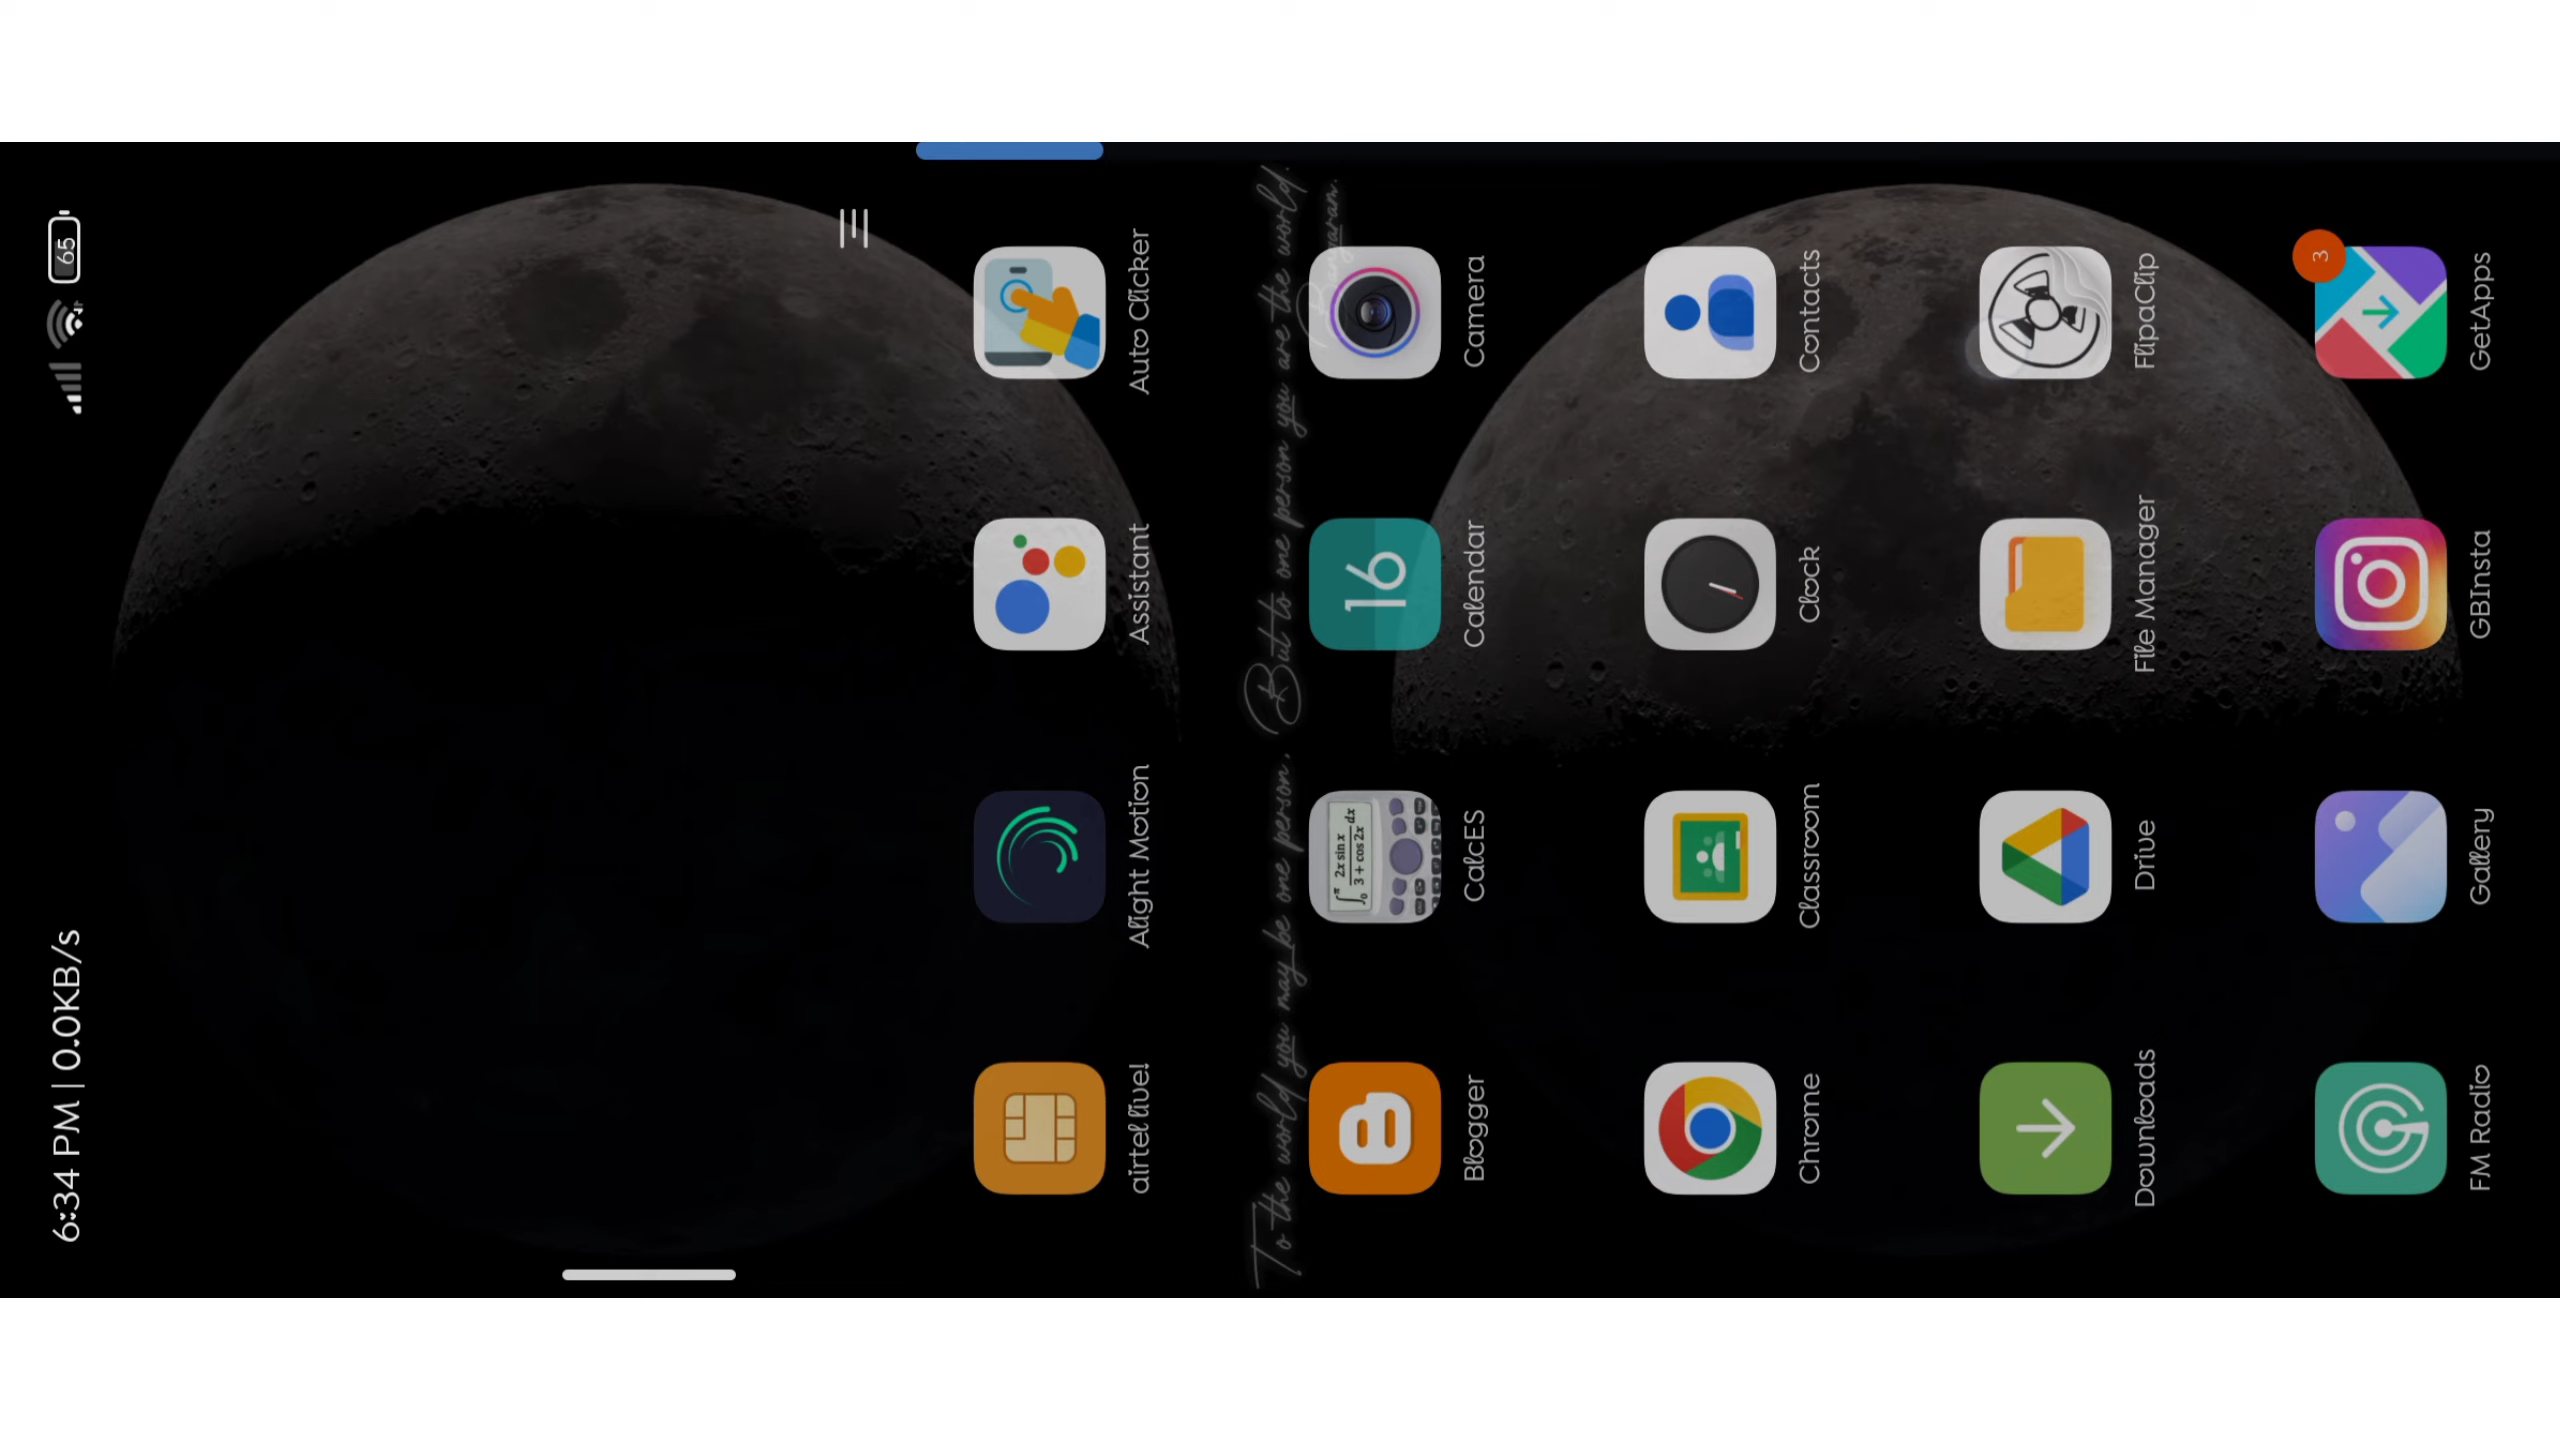 6:34 PM | 0.0KB/s
65
airtel live!
Alight Motion
Assistant
Auto Clicker
To the world you may be one person. But to one person you are the world.
16
Blogger
CalcES
Calendar
Camera
Chrome
Classroom
Clock
Contacts
Downloads
Drive
File Manager
FlipaClip
3
FM Radio
Gallery
GBInsta
GetApps